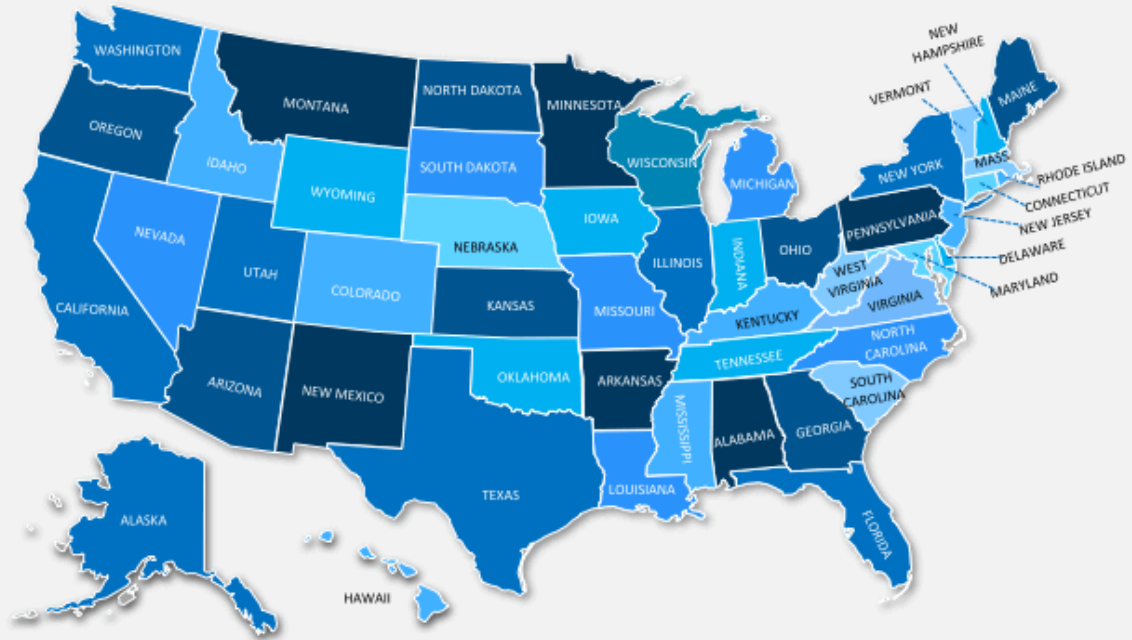 WASHINGTON
OREGON
CALIFORNIA
NEVADA
IDAHO
MONTANA
WYOMING
UTAH
COLORADO
ARIZONA
NEW MEXICO
NORTH DAKOTA
SOUTH DAKOTA
NEBRASKA
KANSAS
OKLAHOMA
TEXAS
MINNESOTA
IOWA
MISSOURI
ARKANSAS
LOUISIANA
WISCONSIN
ILLINOIS
MICHIGAN
INDIANA
OHIO
KENTUCKY
TENNESSEE
MISSISSIPPI
ALABAMA
GEORGIA
FLORIDA
SOUTH
CAROLINA
NORTH
CAROLINA
VIRGINIA
WEST
VIRGINIA
PENNSYLVANIA
NEW YORK
VERMONT
NEW
HAMPSHIRE
MAINE
MASS
RHODE ISLAND
CONNECTICUT
NEW JERSEY
DELAWARE
MARYLAND
ALASKA
HAWAII